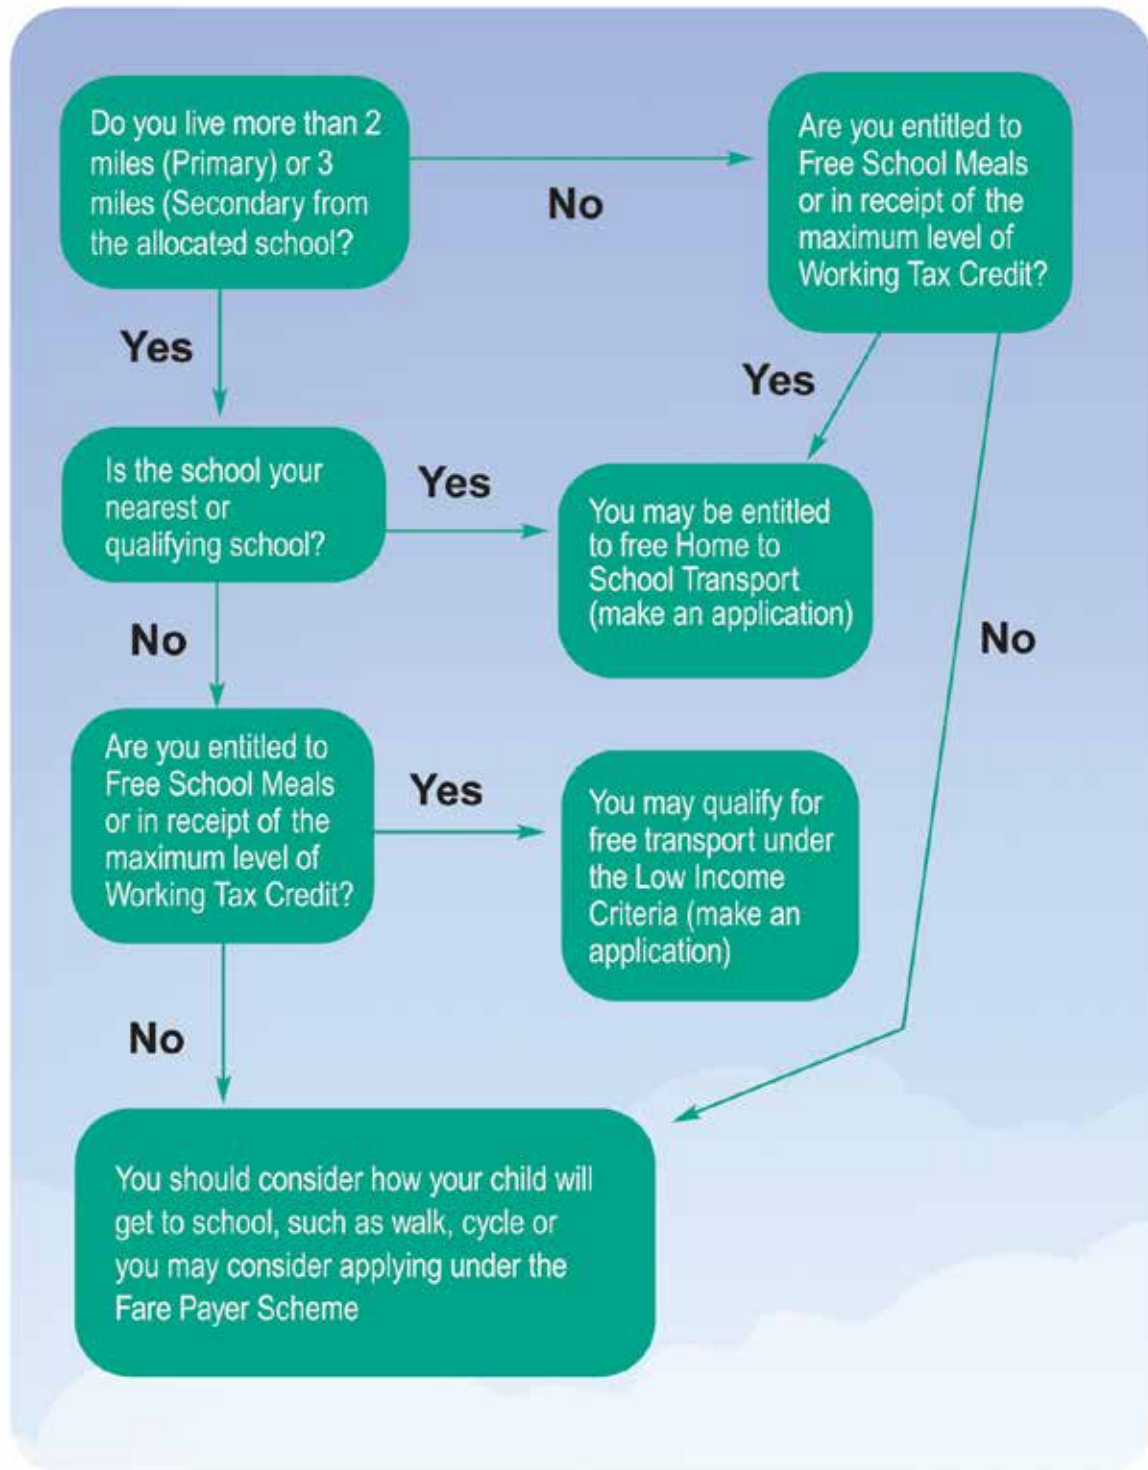 Do you live more than 2
miles (Primary) or 3
miles (Secondary from
the allocated school?
No
Are you entitled to
Free School Meals
or in receipt of the
maximum level of
Working Tax Credit?
Yes
Yes
Is the school your
nearest or
qualifying school?
Yes
You may be entitled
to free Home to
School Transport
(make an application)
No
No
Are you entitled to
Free School Meals
or in receipt of the
maximum level of
Working Tax Credit?
Yes
You may qualify for
free transport under
the Low Income
Criteria (make an
application)
No
You should consider how your child will
get to school, such as walk, cycle or
you may consider applying under the
Fare Payer Scheme